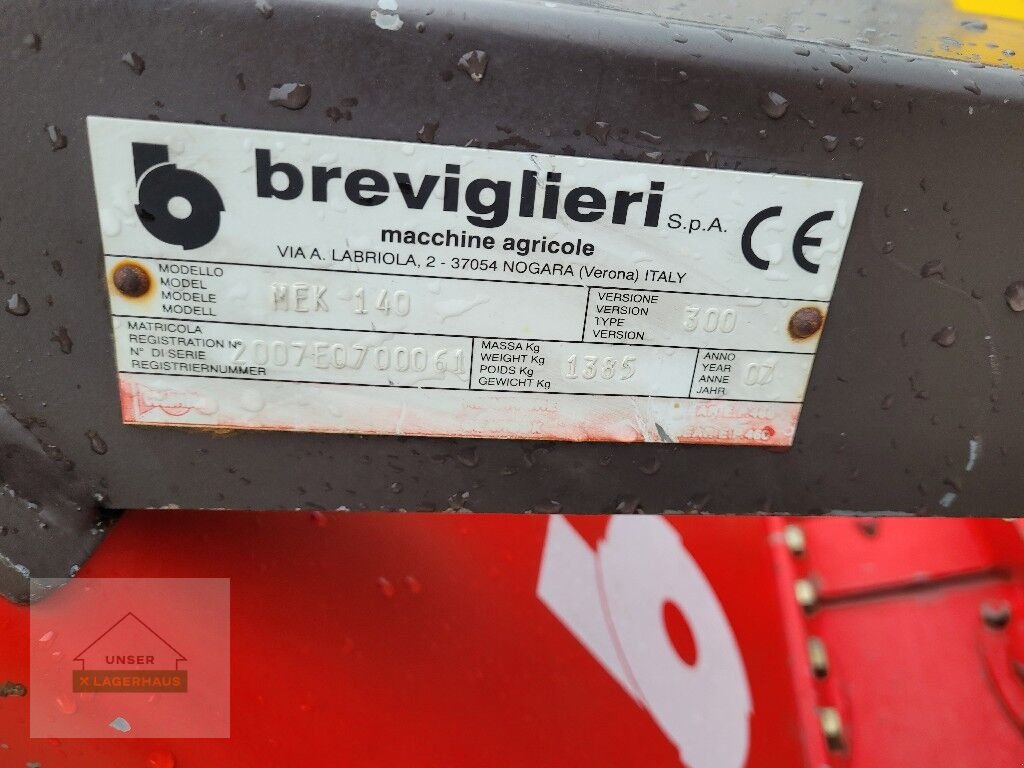 breviglieri S.p.A.
macchine agricole
VIA A. LABRIOLA, 2 - 37054 NOGARA (Verona) ITALY
CE
MODELLO
MODEL
MODELE
MODELL
MEK 140
VERSIONE
VERSION
TYPE
VERSION
300
MATRICOLA
REGISTRATION N°
N° DI SERIE
REGISTRIERNUMMER
2007E0700061
MASSA Kg
WEIGHT Kg
POIDS Kg
GEWICHT Kg
1385
ANNO
YEAR
ANNE
JAHR
07
UNSER
X LAGERHAUS